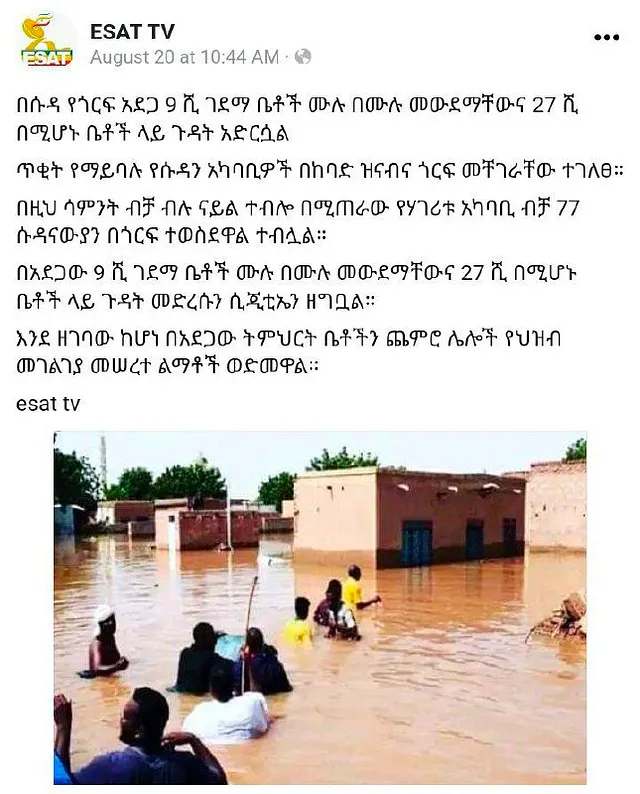 ESAT TV
August 20 at 10:44 AM ·
ESAT
በሱዳ የጎርፍ አደጋ 9 ሺ ገደማ ቤቶች ሙሉ በሙሉ መውደማቸውና 27 ሺ
በሚሆኑ ቤቶች ላይ ጉዳት አድርሷል
ጥቂት የማይባሉ የሱዳን አካባቢዎች በከባድ ዝናብና ጎርፍ መቸገራቸው ተገለፀ።
በዚህ ሳምንት ብቻ ብሉ ናይል ተብሎ በሚጠራው የሃገሪቱ አካባቢ ብቻ 77
ሱዳናውያን በጎርፍ ተወስደዋል ተብሏል።
በአደጋው 9 ሺ ገደማ ቤቶች ሙሉ በሙሉ መውደማቸውና 27 ሺ በሚሆኑ
ቤቶች ላይ ጉዳት መድረሱን ሲጂቲኤን ዘግቧል።
እንደ ዘገባው ከሆነ በአደጋው ትምህርት ቤቶችን ጨምሮ ሌሎች የህዝብ
መገልገያ መሠረተ ልማቶች ወድመዋል።
esat tv